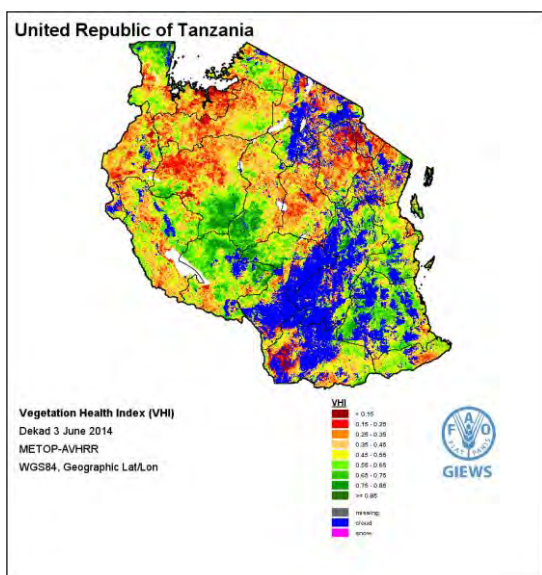 United Republic of Tanzania
Vegetation Health Index (VHI)
Dekad 3 June 2014
METOP-AVHRR
WGS84, Geographic Lat/Lon
VHI
< 0.15
0.15 - 0.25
0.25 - 0.35
0.35 - 0.45
0.45 - 0.55
0.55 - 0.65
0.65 - 0.75
0.75 - 0.85
>= 0.85
missing
cloud
snow
F A O
FIAT PANIS
GIEWS